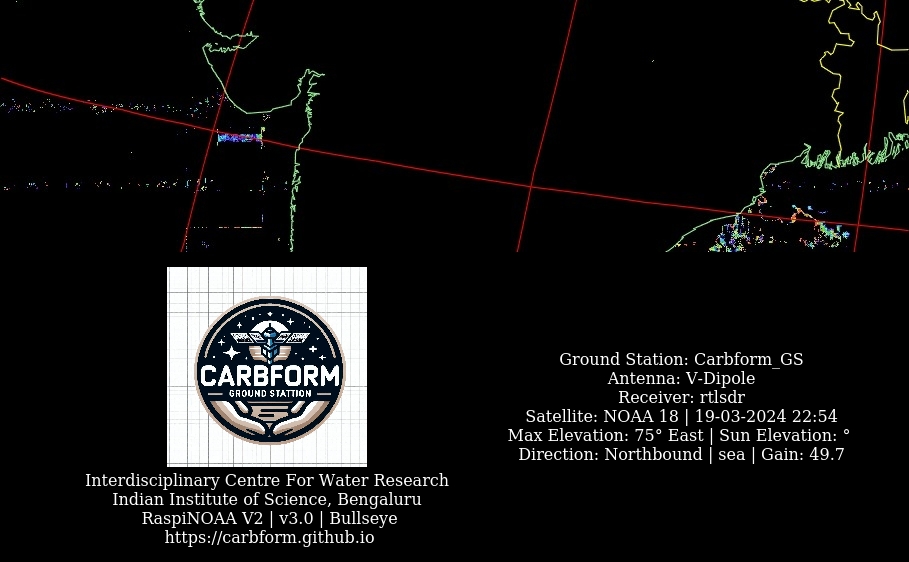 CARBFORM
GROUND STATTION
Interdisciplinary Centre For Water Research
Indian Institute of Science, Bengaluru
RaspiNOAA V2 | v3.0 | Bullseye
https://carbform.github.io
Ground Station: Carbform_GS
Antenna: V-Dipole
Receiver: rtlsdr
Satellite: NOAA 18 | 19-03-2024 22:54
Max Elevation: 75° East | Sun Elevation: °
Direction: Northbound | sea | Gain: 49.7